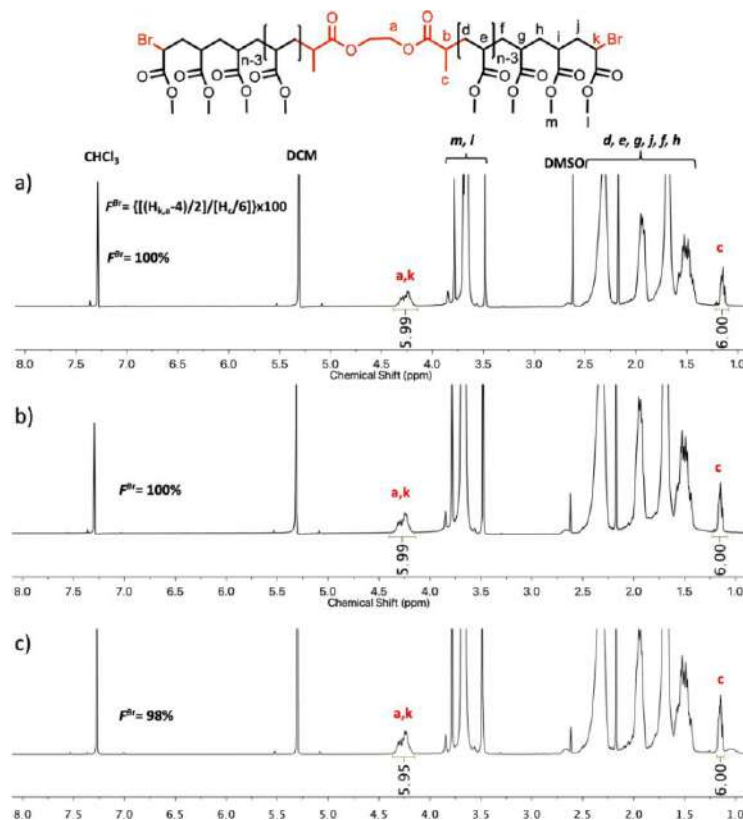 a
Br O O d f h j Br
O b e n-3 g i k
n-3 O c
m l
m, l
d, e, g, j, f, h
CHCl3
DCM
DMSO
a)
F^Br= {[(H_k,a-4)/2]/[H_c/6]}x100
F^Br= 100%
a,k
c
5.99
6.00
8.0 7.5 7.0 6.5 6.0 5.5 5.0 4.5 4.0 3.5 3.0 2.5 2.0 1.5 1.0
Chemical Shift (ppm)
b)
F^Br= 100%
a,k
c
5.99
6.00
8.0 7.5 7.0 6.5 6.0 5.5 5.0 4.5 4.0 3.5 3.0 2.5 2.0 1.5 1.0
Chemical Shift (ppm)
c)
F^Br= 98%
a,k
c
5.95
6.00
8.0 7.5 7.0 6.5 6.0 5.5 5.0 4.5 4.0 3.5 3.0 2.5 2.0 1.5 1.0